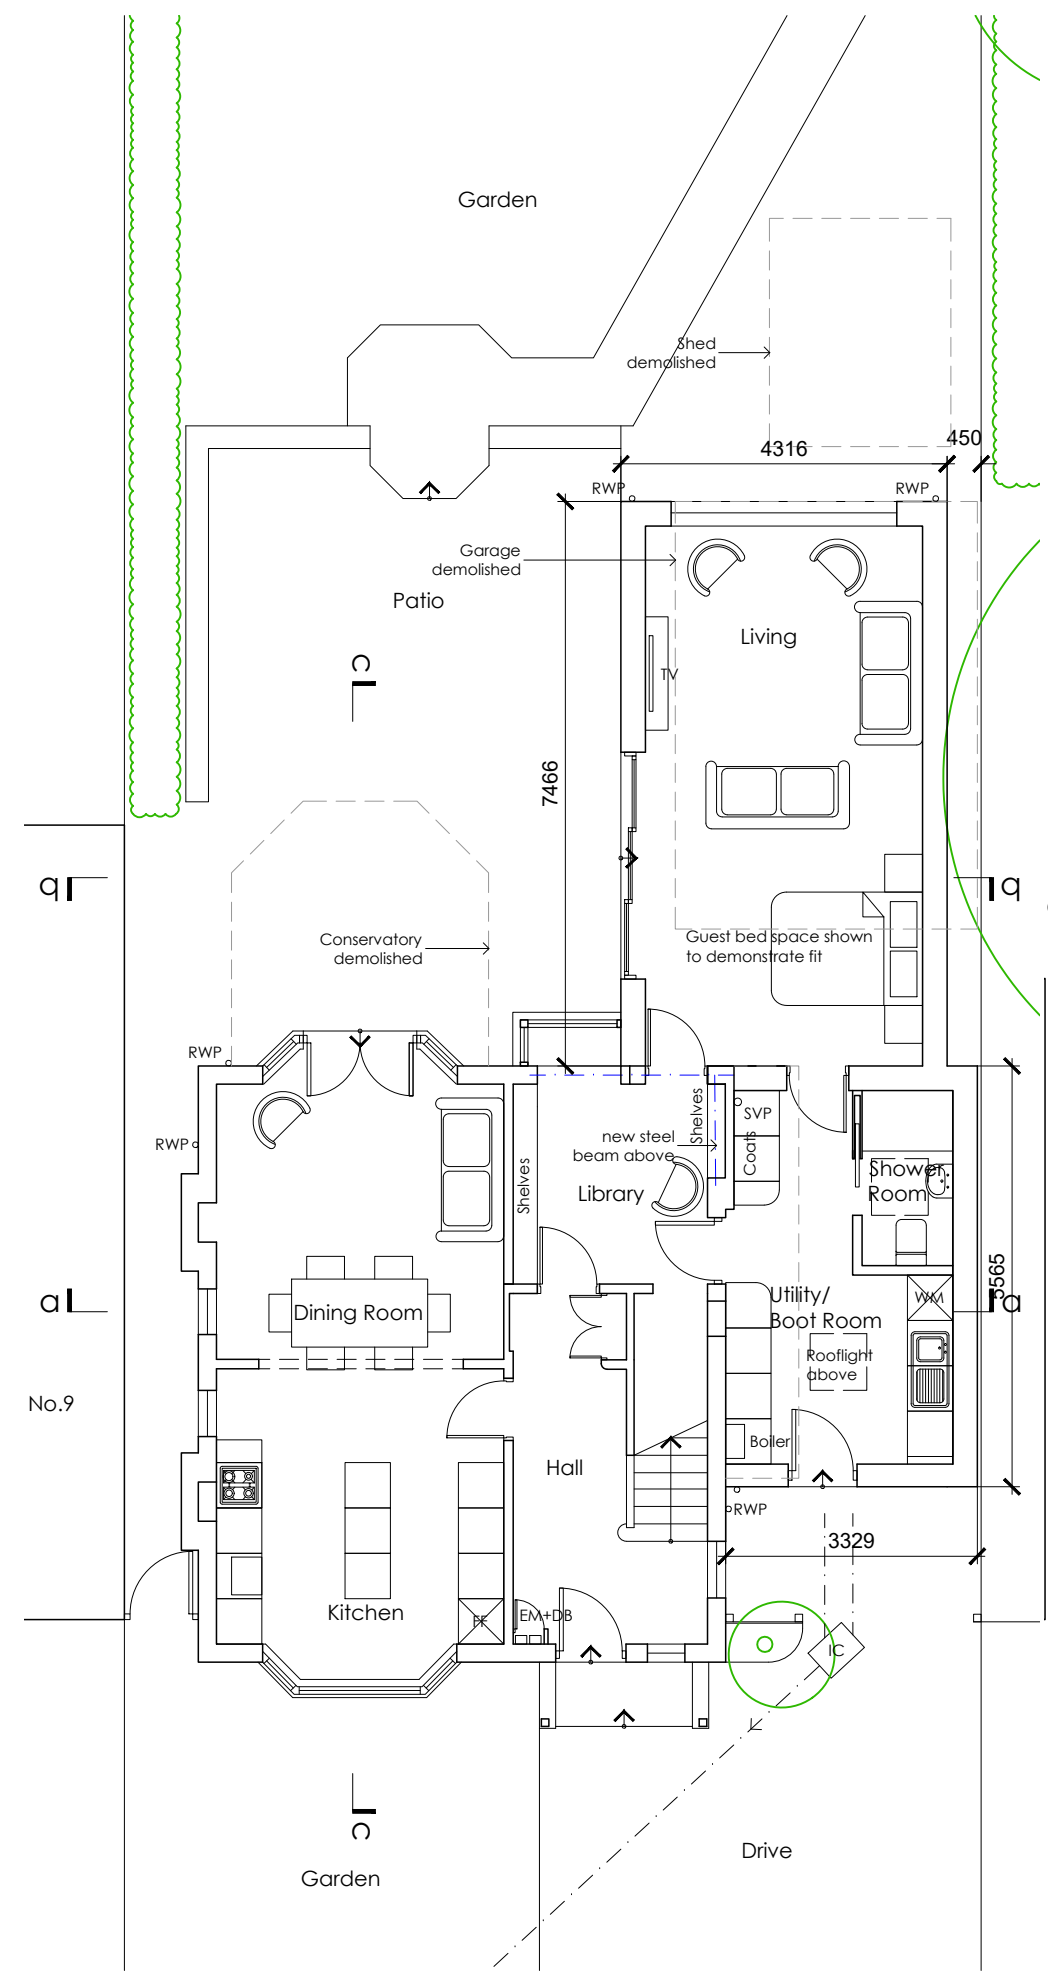 Garden
Shed
demolished
4316
450
RWP
RWP
Garage
demolished
Patio
Living
c
TV
7466
b
b
Guest bed space shown
to demonstrate fit
Conservatory
demolished
RWP
RWP
Shelves
SVP
Coats
new steel
beam above
Shelves
Library
Shower
Room
5565
a
a
Dining Room
Utility/
Boot Room
WM
Rooflight
above
No.9
Boiler
Hall
RWP
3329
Kitchen
FF
EM+DB
IC
c
Drive
Garden